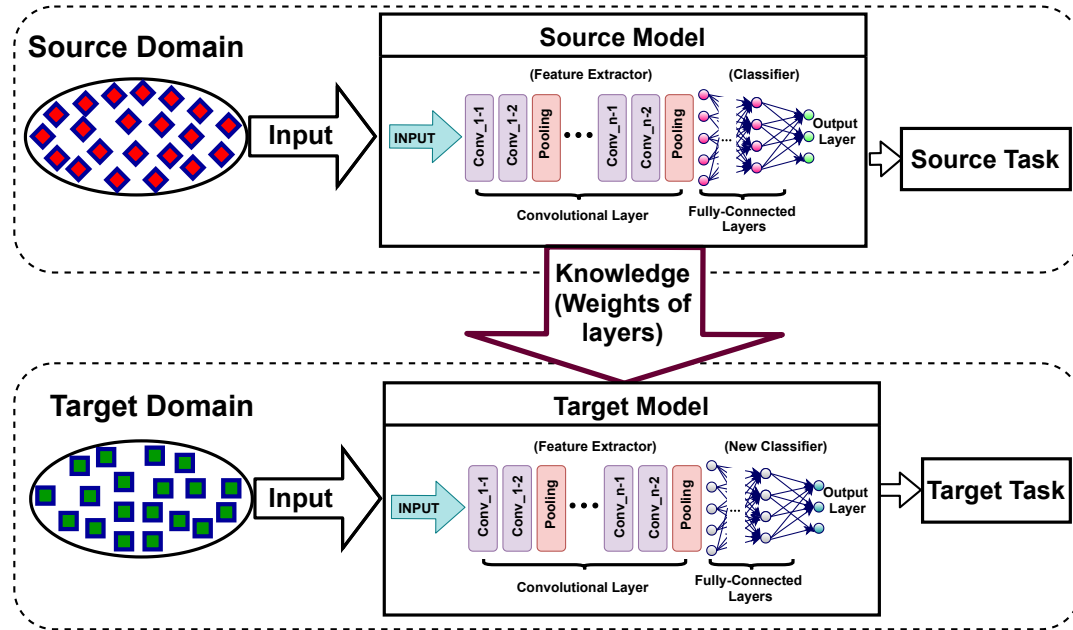 Source Domain
Input
Source Model
(Feature Extractor)
(Classifier)
INPUT
Conv_1-1
Conv_1-2
Pooling
Conv_n-1
Conv_n-2
Pooling
...
Output
Layer
Convolutional Layer
Fully-Connected
Layers
Source Task
Knowledge
(Weights of
layers)
Target Domain
Input
Target Model
(Feature Extractor)
(New Classifier)
INPUT
Conv_1-1
Conv_1-2
Pooling
Conv_n-1
Conv_n-2
Pooling
...
Output
Layer
Convolutional Layer
Fully-Connected
Layers
Target Task